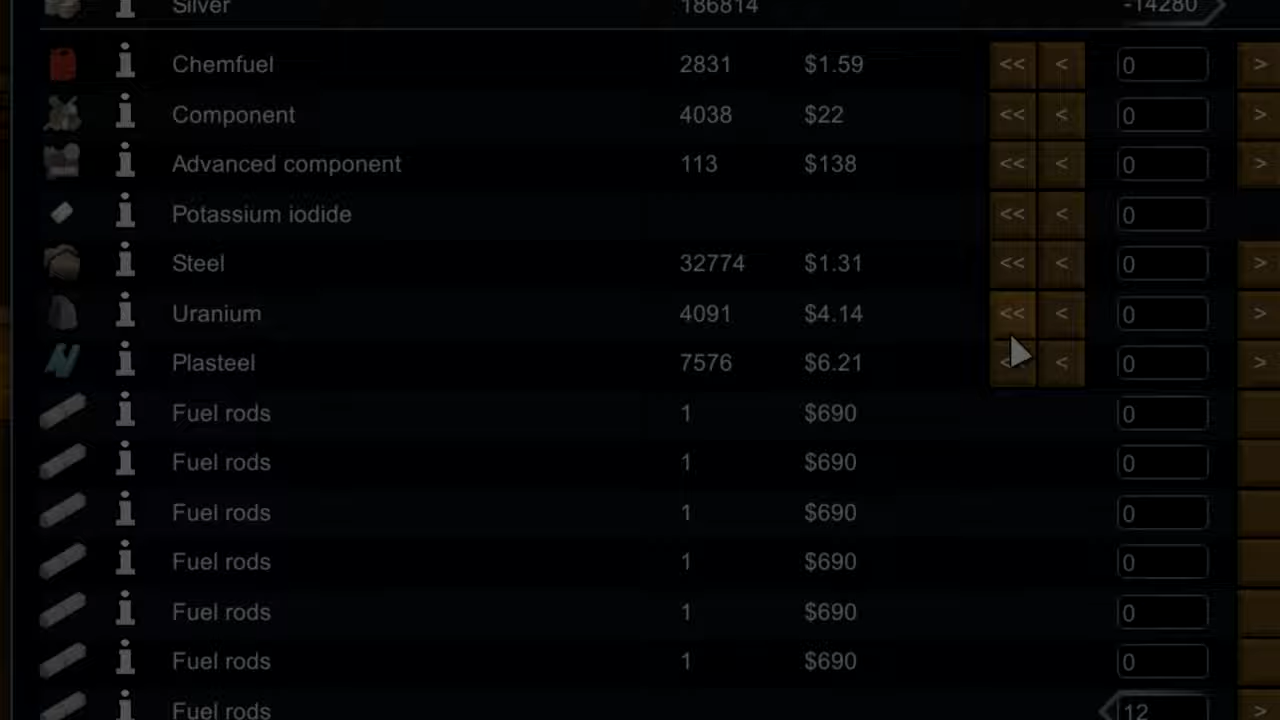 Silver 186814 -14280
Chemfuel 2831 $1.59 << < 0 >
Component 4038 $22 << < 0 >
Advanced component 113 $138 << < 0 >
Potassium iodide << < 0
Steel 32774 $1.31 << < 0 >
Uranium 4091 $4.14 << < 0 >
Plasteel 7576 $6.21 < 0 >
Fuel rods 1 $690 0
Fuel rods 1 $690 0
Fuel rods 1 $690 0
Fuel rods 1 $690 0
Fuel rods 1 $690 0
Fuel rods 1 $690 0
Fuel rods 12 >